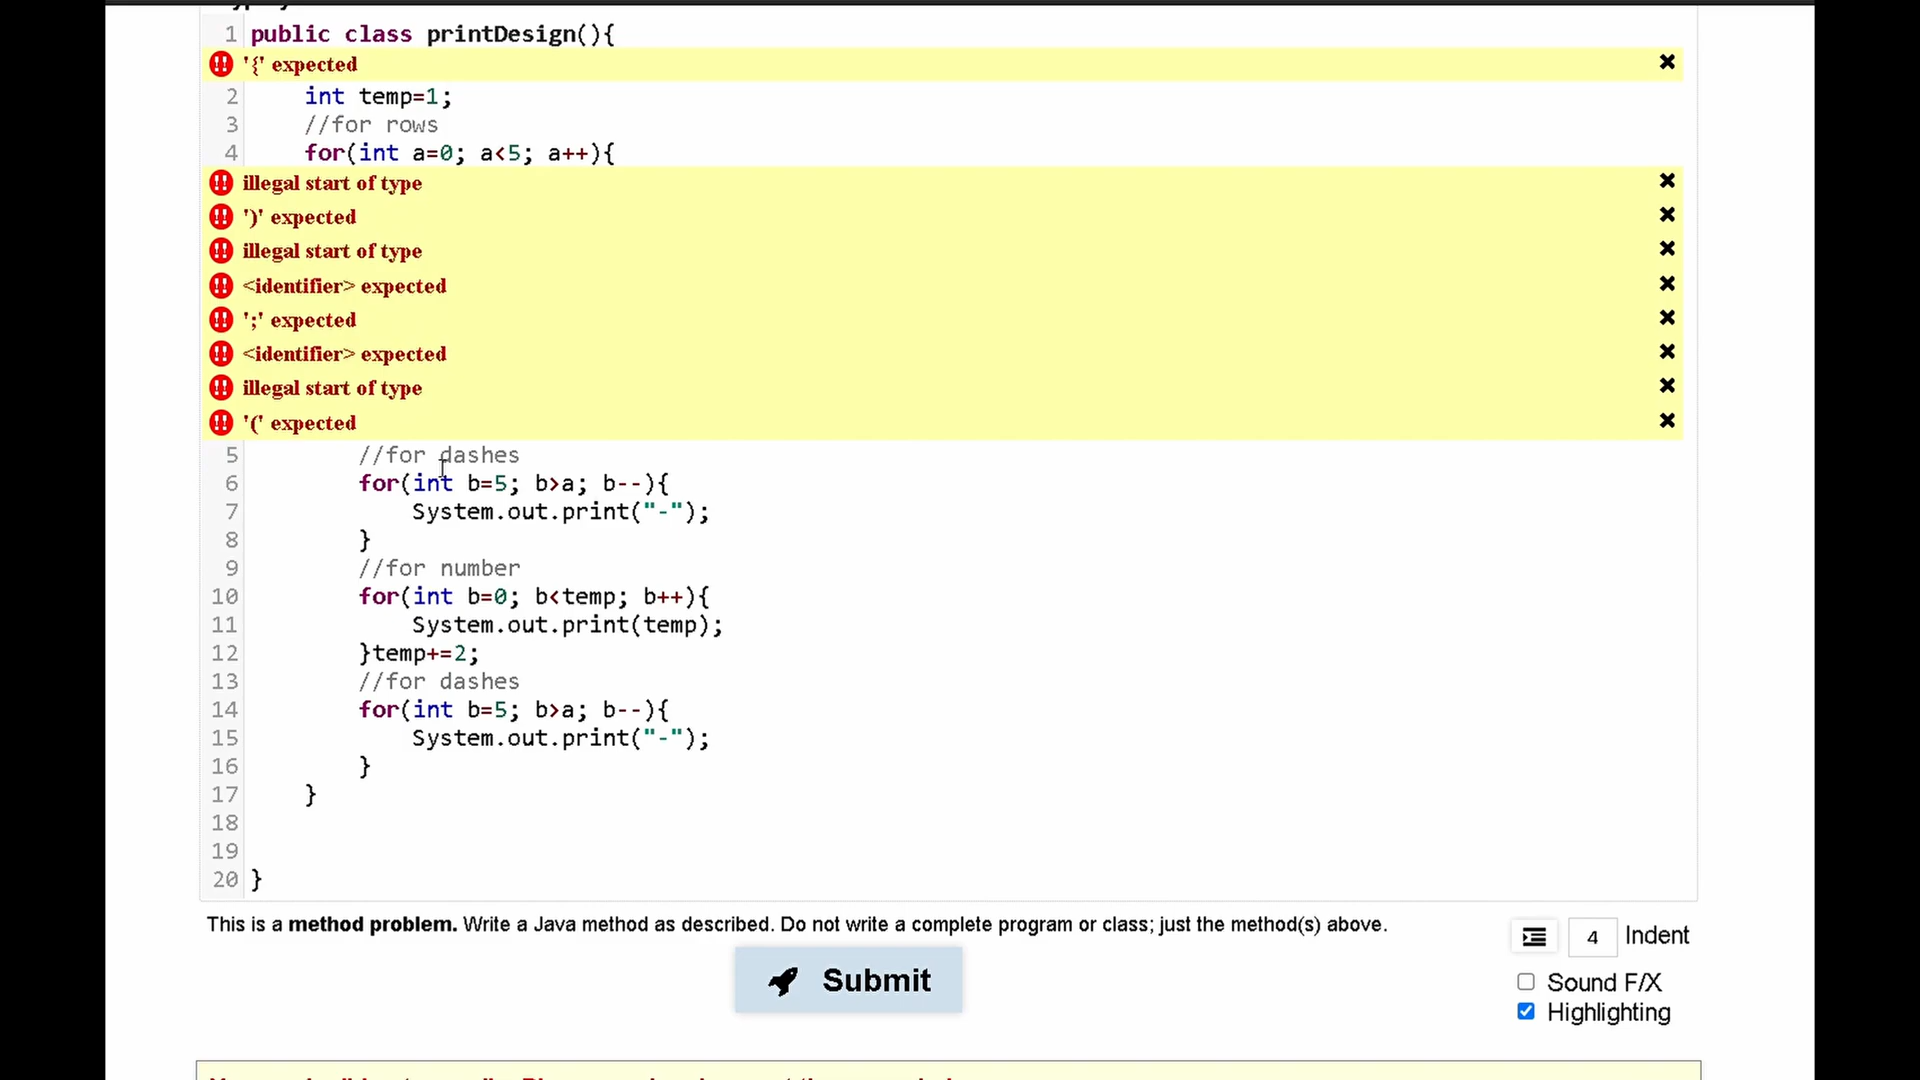 1 public class printDesign(){
'{' expected
2 int temp=1;
3 //for rows
4 for(int a=0; a<5; a++){
illegal start of type
')' expected
illegal start of type
<identifier> expected
';' expected
<identifier> expected
illegal start of type
'(' expected
5 //for dashes
6 for(int b=5; b>a; b--){
7 System.out.print("-");
8 }
9 //for number
10 for(int b=0; b<temp; b++){
11 System.out.print(temp);
12 }temp+=2;
13 //for dashes
14 for(int b=5; b>a; b--){
15 System.out.print("-");
16 }
17 }
18
19
20 }
This is a method problem. Write a Java method as described. Do not write a complete program or class; just the method(s) above.
4 Indent
Submit
Sound F/X
Highlighting